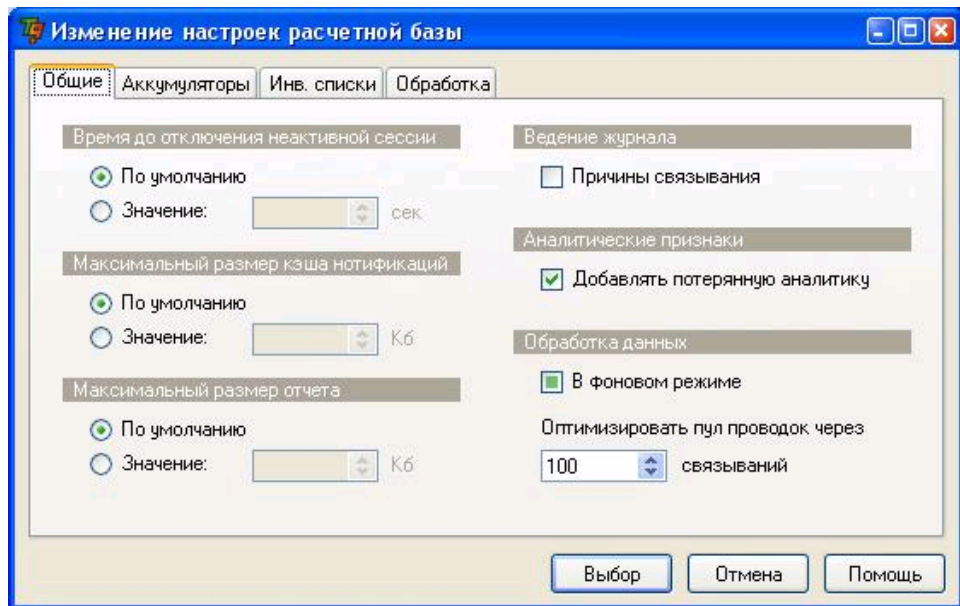 Изменение настроек расчетной базы
Общие Аккумуляторы Инв. списки Обработка
Время до отключения неактивной сессии
По умолчанию
Значение: сек
Максимальный размер кэша нотификаций
По умолчанию
Значение: Кб
Максимальный размер отчета
По умолчанию
Значение: Кб
Ведение журнала
Причины связывания
Аналитические признаки
Добавлять потерянную аналитику
Обработка данных
В фоновом режиме
Оптимизировать пул проводок через
100 связываний
Выбор Отмена Помощь